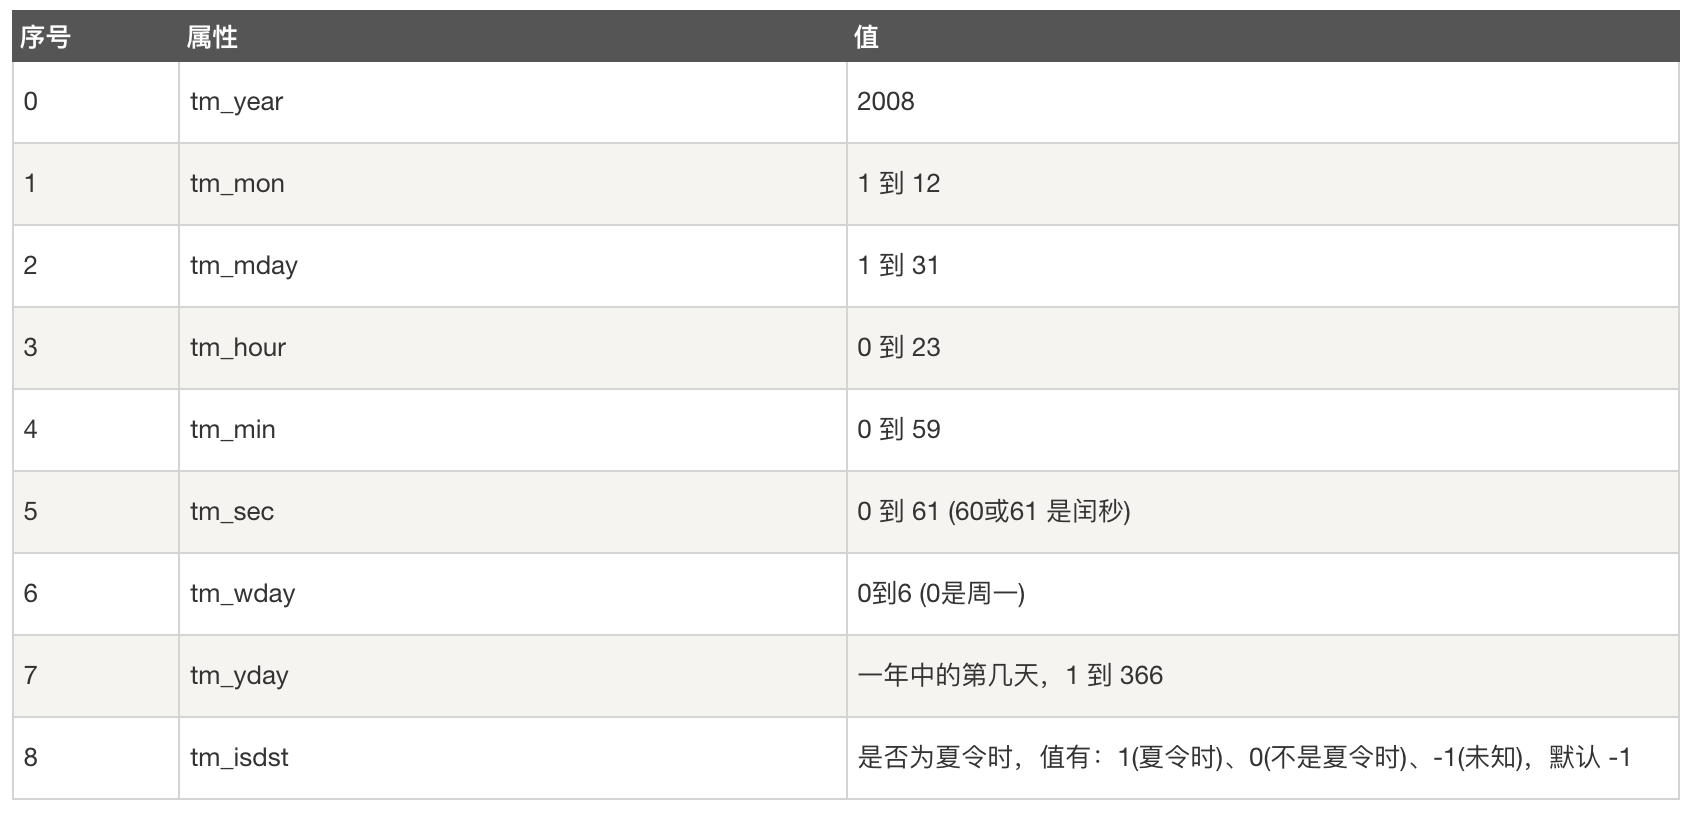 序号 属性 值
0 tm_year 2008
1 tm_mon 1 到 12
2 tm_mday 1 到 31
3 tm_hour 0 到 23
4 tm_min 0 到 59
5 tm_sec 0 到 61 (60或61 是闰秒)
6 tm_wday 0到6 (0是周一)
7 tm_yday 一年中的第几天，1 到 366
8 tm_isdst 是否为夏令时，值有：1(夏令时)、0(不是夏令时)、-1(未知)，默认 -1